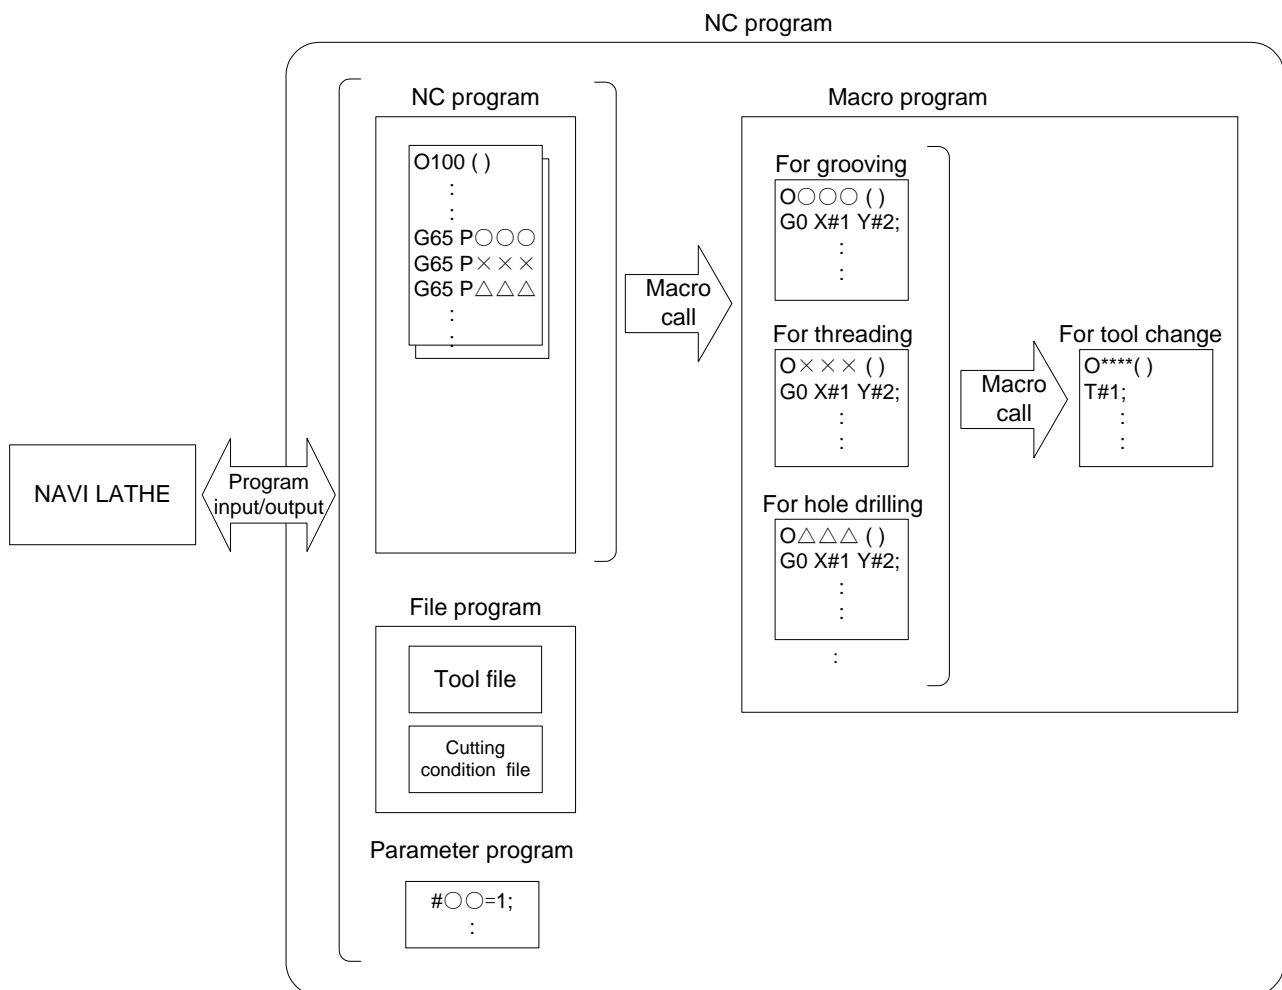 NC program
NC program
O100 ( )
:
:
G65 P○○○
G65 P×××
G65 P△△△
:
:
Macro
call
Macro program
For grooving
O○○○ ( )
G0 X#1 Y#2;
:
:
For threading
O××× ( )
G0 X#1 Y#2;
:
:
For hole drilling
O△△△ ( )
G0 X#1 Y#2;
:
:
:
Macro
call
For tool change
O****( )
T#1;
:
:
NAVI LATHE
Program
input/output
File program
Tool file
Cutting
condition file
Parameter program
#○○=1;
: